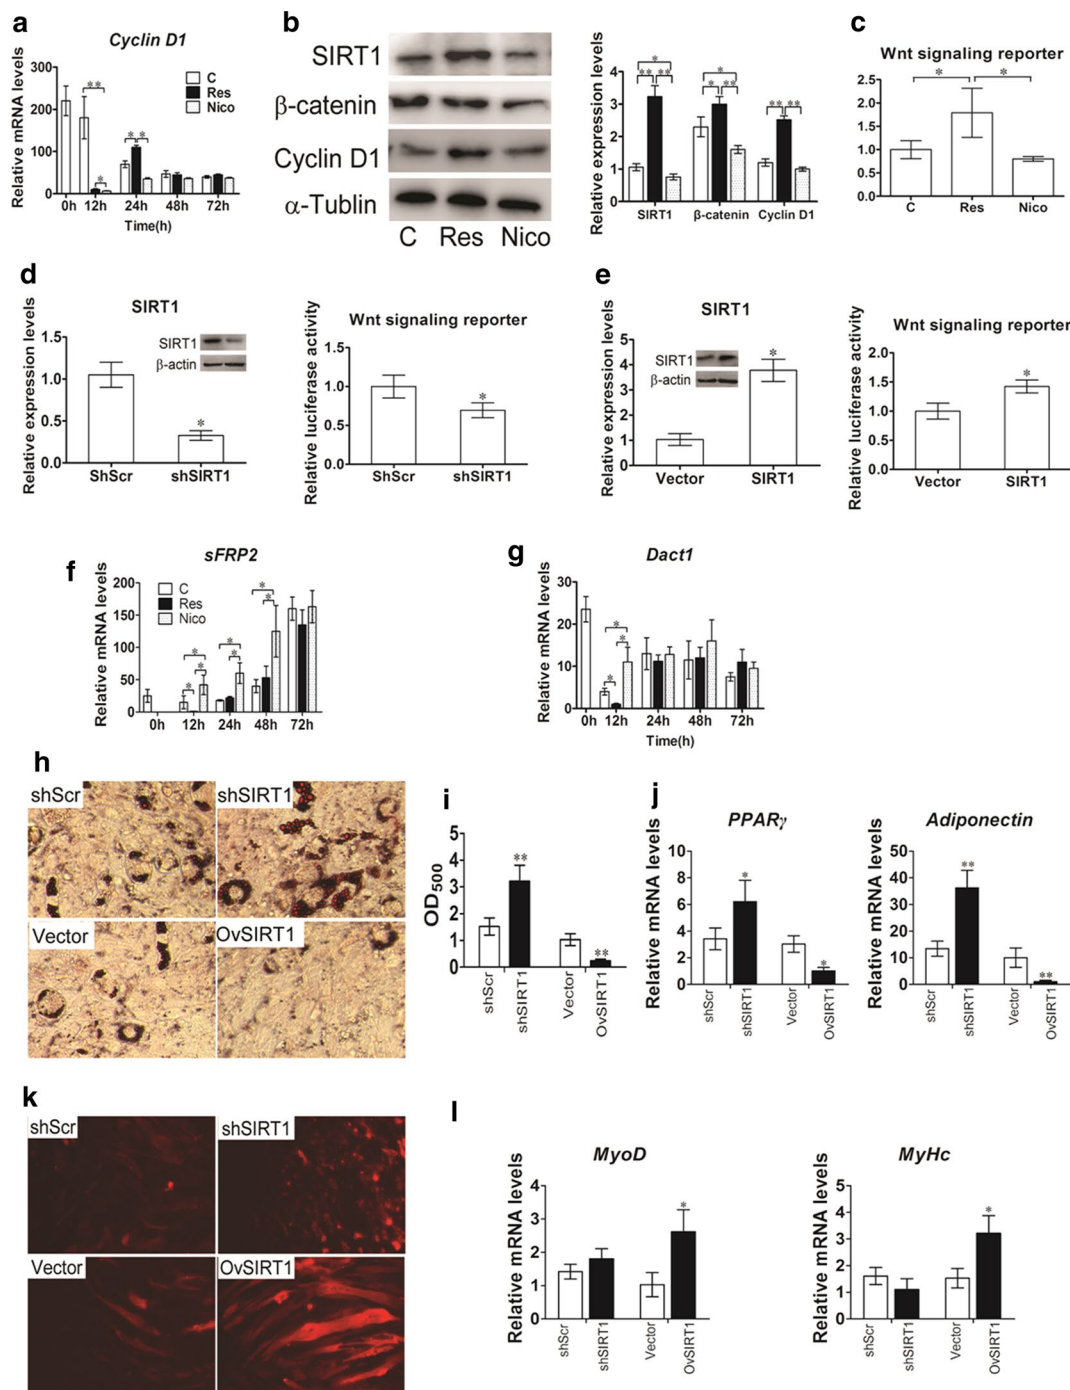 a
Cyclin D1
Relative mRNA levels
300
200
100
0
C
Res
Nico
**
*
* *
0h 12h 24h 48h 72h
Time(h)
b
SIRT1
β-catenin
Cyclin D1
α-Tublin
C Res Nico
Relative expression levels
4
3
2
1
0
*
** **
*
* **
** **
SIRT1 β-catenin Cyclin D1
c
Wnt signaling reporter
Relative luciferase activity
2.5
2.0
1.5
1.0
0.5
0.0
* *
C Res Nico
d
SIRT1
Relative expression levels
1.5
1.0
0.5
0.0
SIRT1
β-actin
*
ShScr shSIRT1
Wnt signaling reporter
Relative luciferase activity
2.0
1.5
1.0
0.5
0.0
*
ShScr shSIRT1
e
SIRT1
Relative expression levels
5
4
3
2
1
0
SIRT1
β-actin
*
Vector SIRT1
Wnt signaling reporter
Relative luciferase activity
2.0
1.5
1.0
0.5
0.0
*
Vector SIRT1
f
sFRP2
Relative mRNA levels
200
150
100
50
0
C
Res
Nico
*
* *
*
*
*
*
0h 12h 24h 48h 72h
g
Dact1
Relative mRNA levels
30
20
10
0
*
*
*
0h 12h 24h 48h 72h
Time(h)
h
shScr shSIRT1
Vector OvSIRT1
i
OD500
5
4
3
2
1
0
**
**
shScr shSIRT1 Vector OvSIRT1
j
PPARγ
Relative mRNA levels
10
8
6
4
2
0
*
*
shScr shSIRT1 Vector OvSIRT1
Adiponectin
Relative mRNA levels
50
40
30
20
10
0
**
**
shScr shSIRT1 Vector OvSIRT1
k
shScr shSIRT1
Vector OvSIRT1
l
MyoD
Relative mRNA levels
4
3
2
1
0
*
shScr shSIRT1 Vector OvSIRT1
MyHc
Relative mRNA levels
5
4
3
2
1
0
*
shScr shSIRT1 Vector OvSIRT1